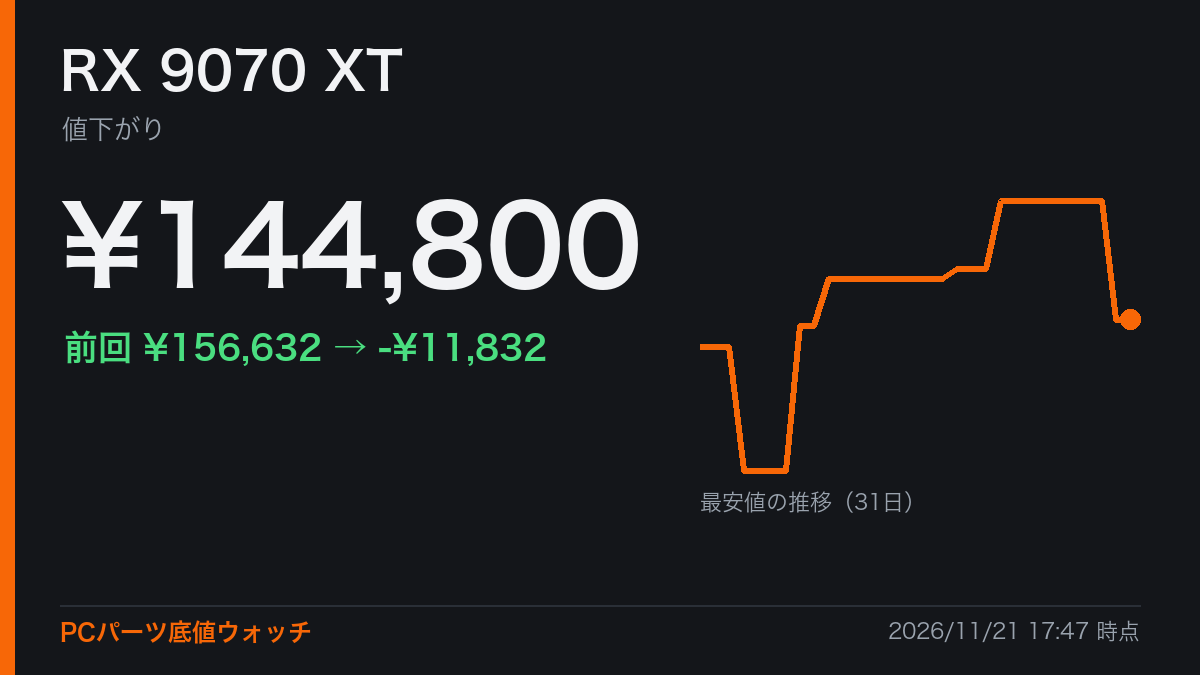 RX 9070 XT
値下がり
¥144,800
前回 ¥156,632 → -¥11,832
最安値の推移（31日）
PCパーツ底値ウォッチ
2026/11/21 17:47 時点